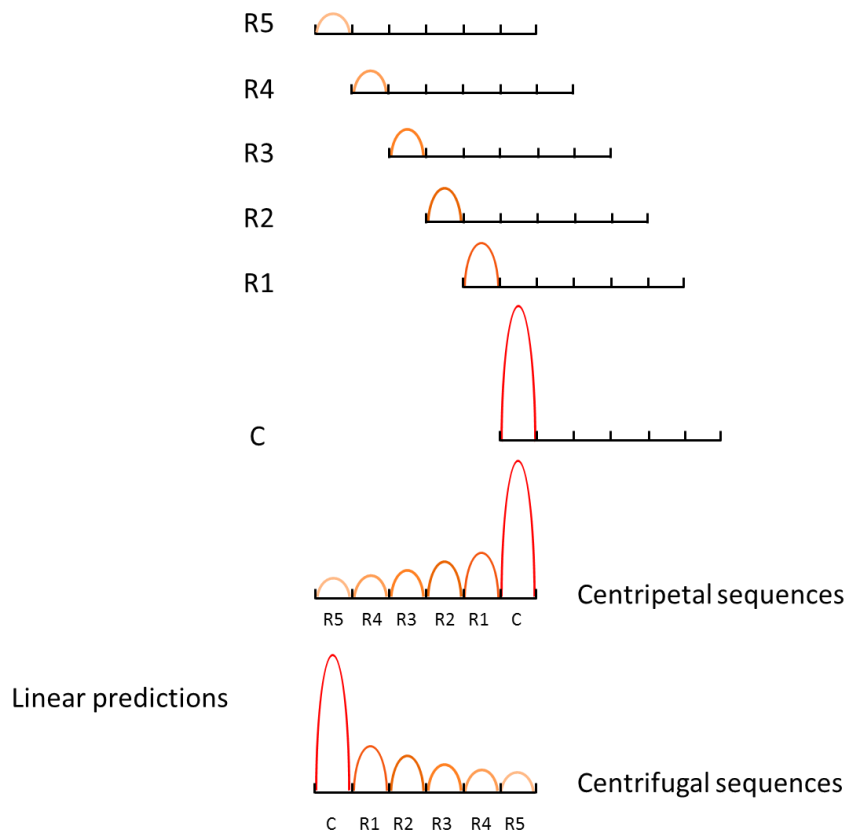 R5
R4
R3
R2
R1
C
Centripetal sequences
R5 R4 R3 R2 R1 C
Linear predictions
Centrifugal sequences
C R1 R2 R3 R4 R5